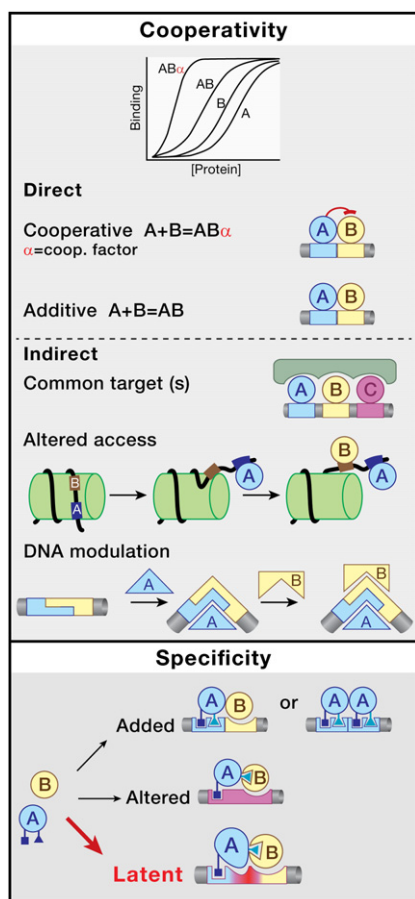 Cooperativity
ABα
AB
B
A
Binding
[Protein]
Direct
Cooperative A+B=ABα
α=coop. factor
A B
Additive A+B=AB
A B
Indirect
Common target (s)
A B C
Altered access
B
A
A
B
A
DNA modulation
A
B
A
B
A
Specificity
Added
A B
or
A A
B
A
Altered
A B
Latent
A B